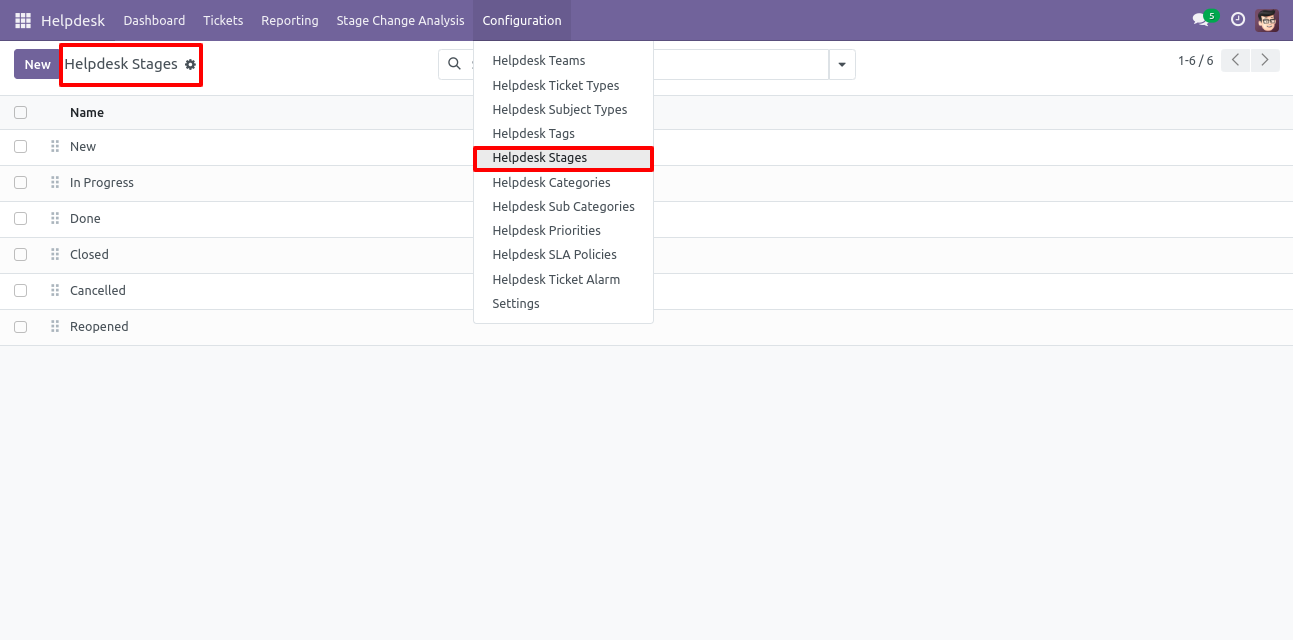 Helpdesk Dashboard Tickets Reporting Stage Change Analysis Configuration 5
New Helpdesk Stages 1-6 / 6
Helpdesk Teams
Helpdesk Ticket Types
Helpdesk Subject Types
Helpdesk Tags
Helpdesk Stages
Helpdesk Categories
Helpdesk Sub Categories
Helpdesk Priorities
Helpdesk SLA Policies
Helpdesk Ticket Alarm
Settings
Name
New
In Progress
Done
Closed
Cancelled
Reopened